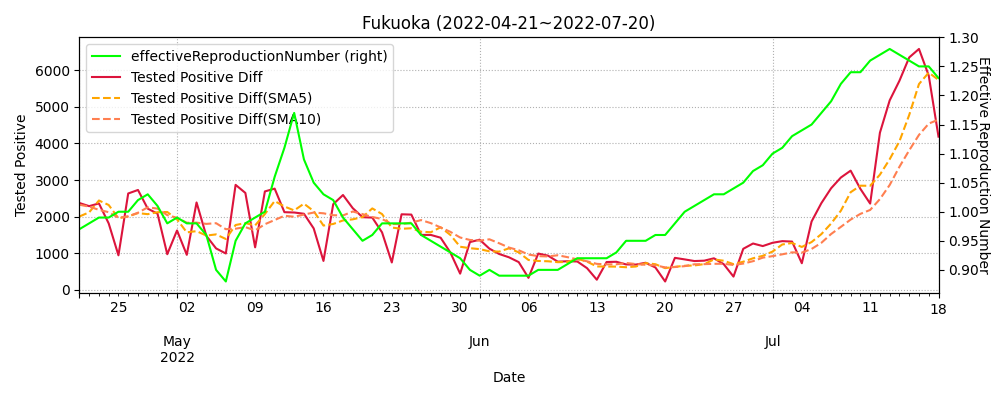 Fukuoka (2022-04-21~2022-07-20)
effectiveReproductionNumber (right)
Tested Positive Diff
Tested Positive Diff(SMA5)
Tested Positive Diff(SMA10)
Tested Positive
6000
5000
4000
3000
2000
1000
0
1.30
1.25
1.20
1.15
1.10
1.05
1.00
0.95
0.90
Effective Reproduction Number
25 02 09 16 23 30 06 13 20 27 04 11 18
May Jun Jul
2022
Date